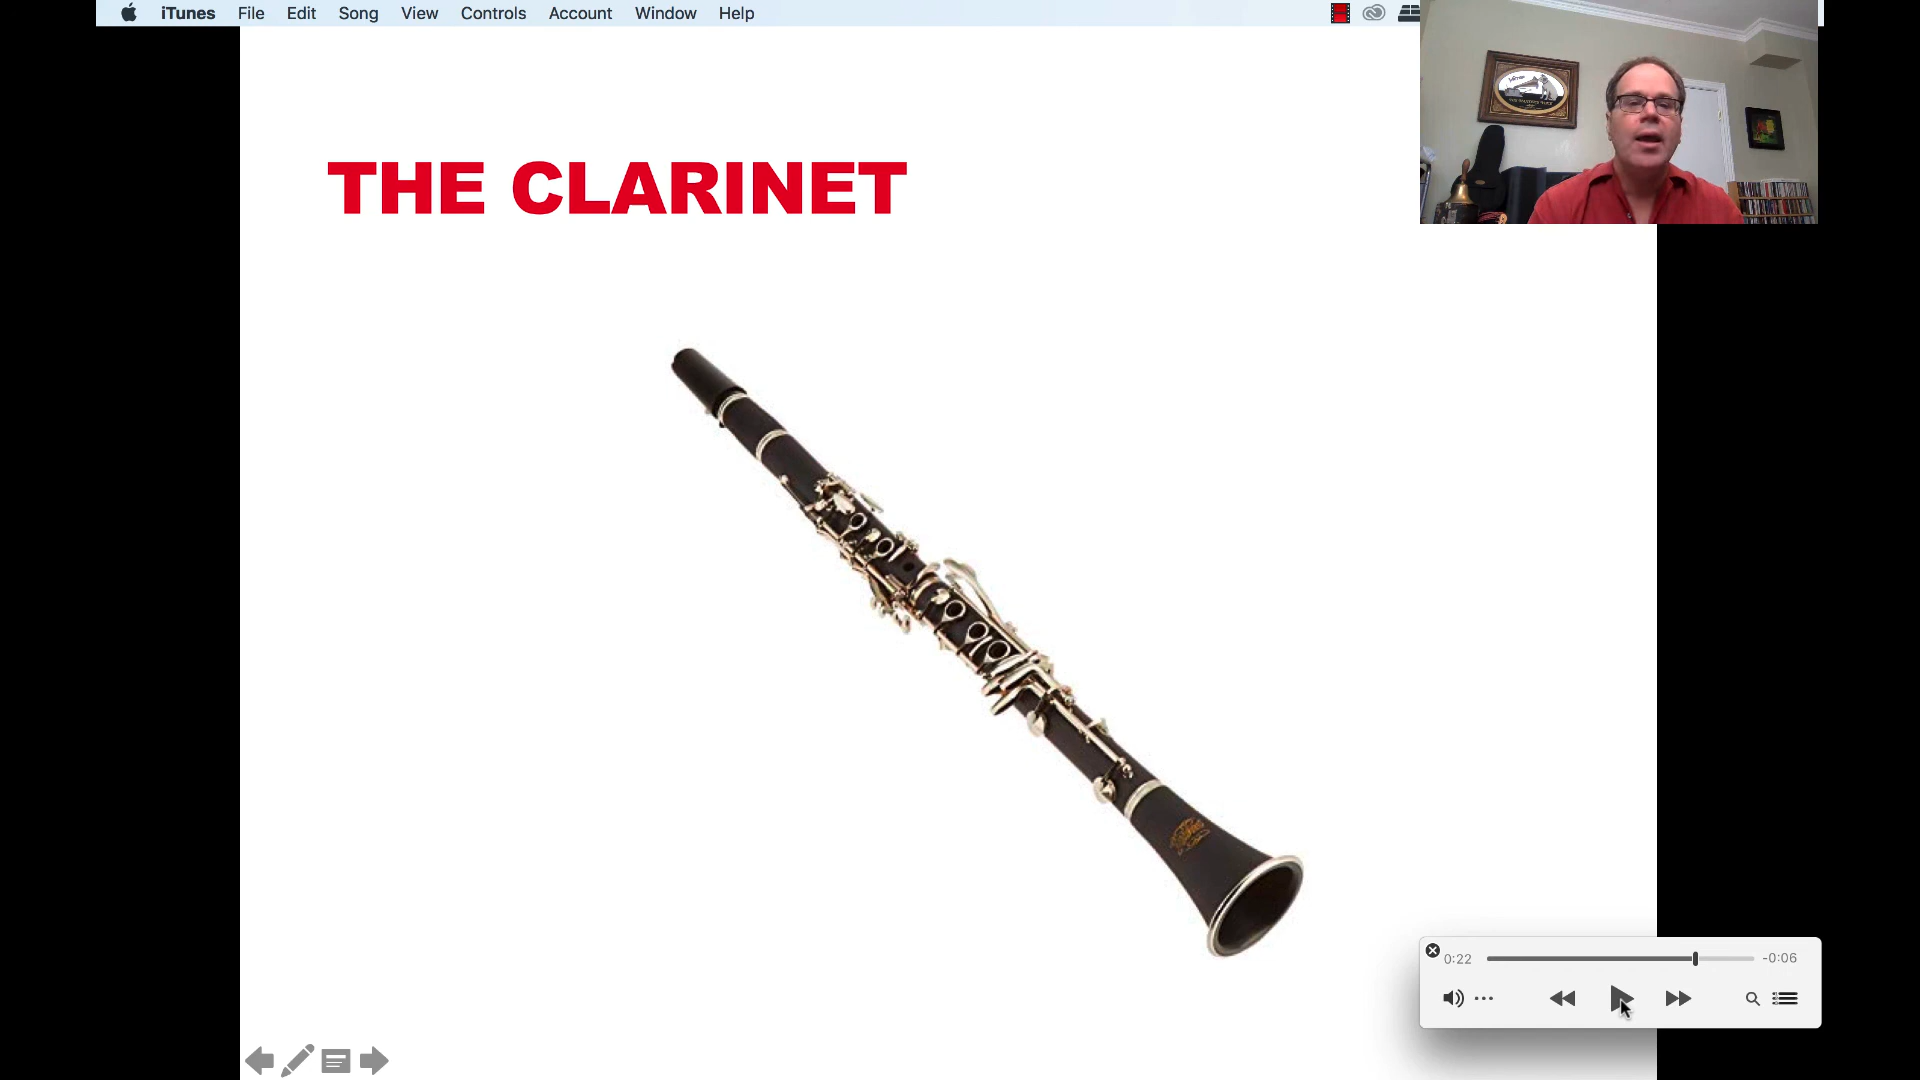 iTunes File Edit Song View Controls Account Window Help
THE CLARINET
0:22 -0:06